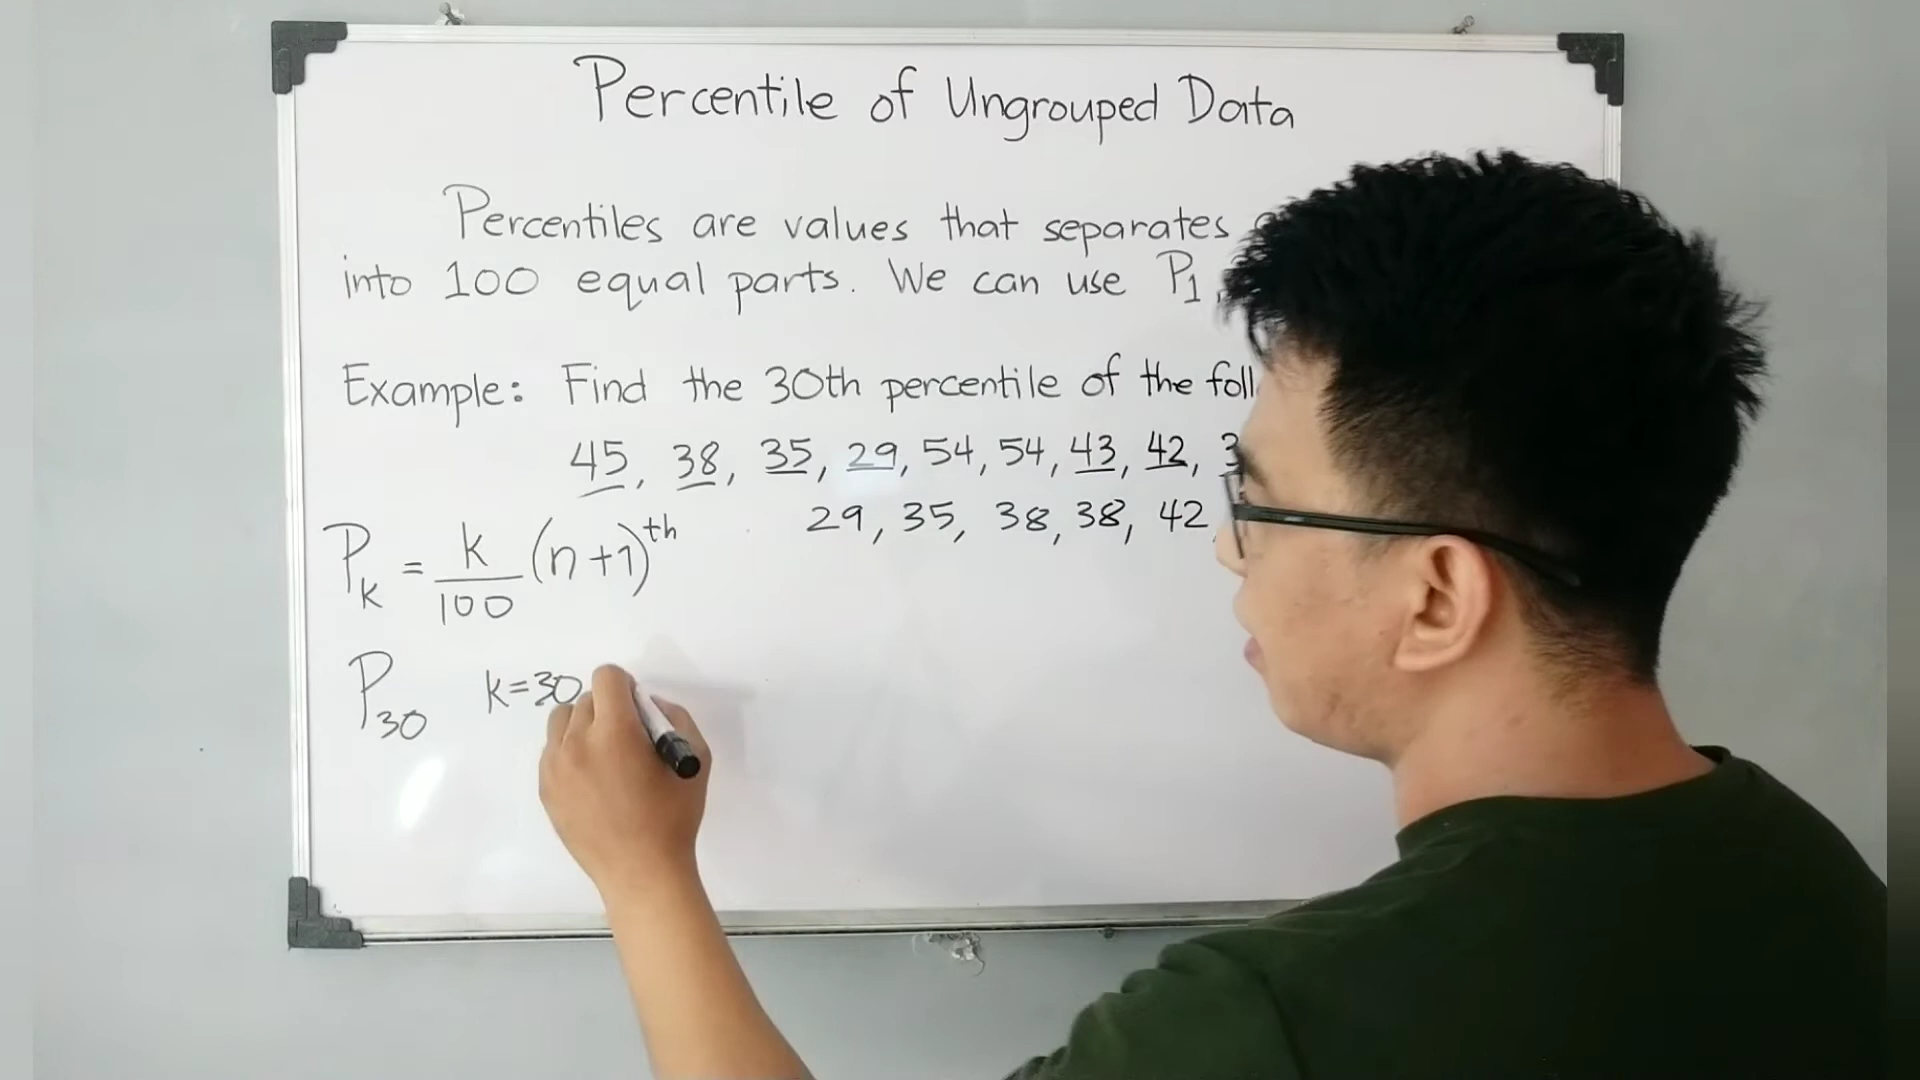 Percentile of Ungrouped Data
Percentiles are values that separates
into 100 equal parts. We can use P₁,
Example: Find the 30th percentile of the
45, 38, 35, 29, 54, 54, 43, 42,
29, 35, 38, 38, 42,
Pₖ = k/100 (n+1)ᵗʰ
P₃₀ k=30